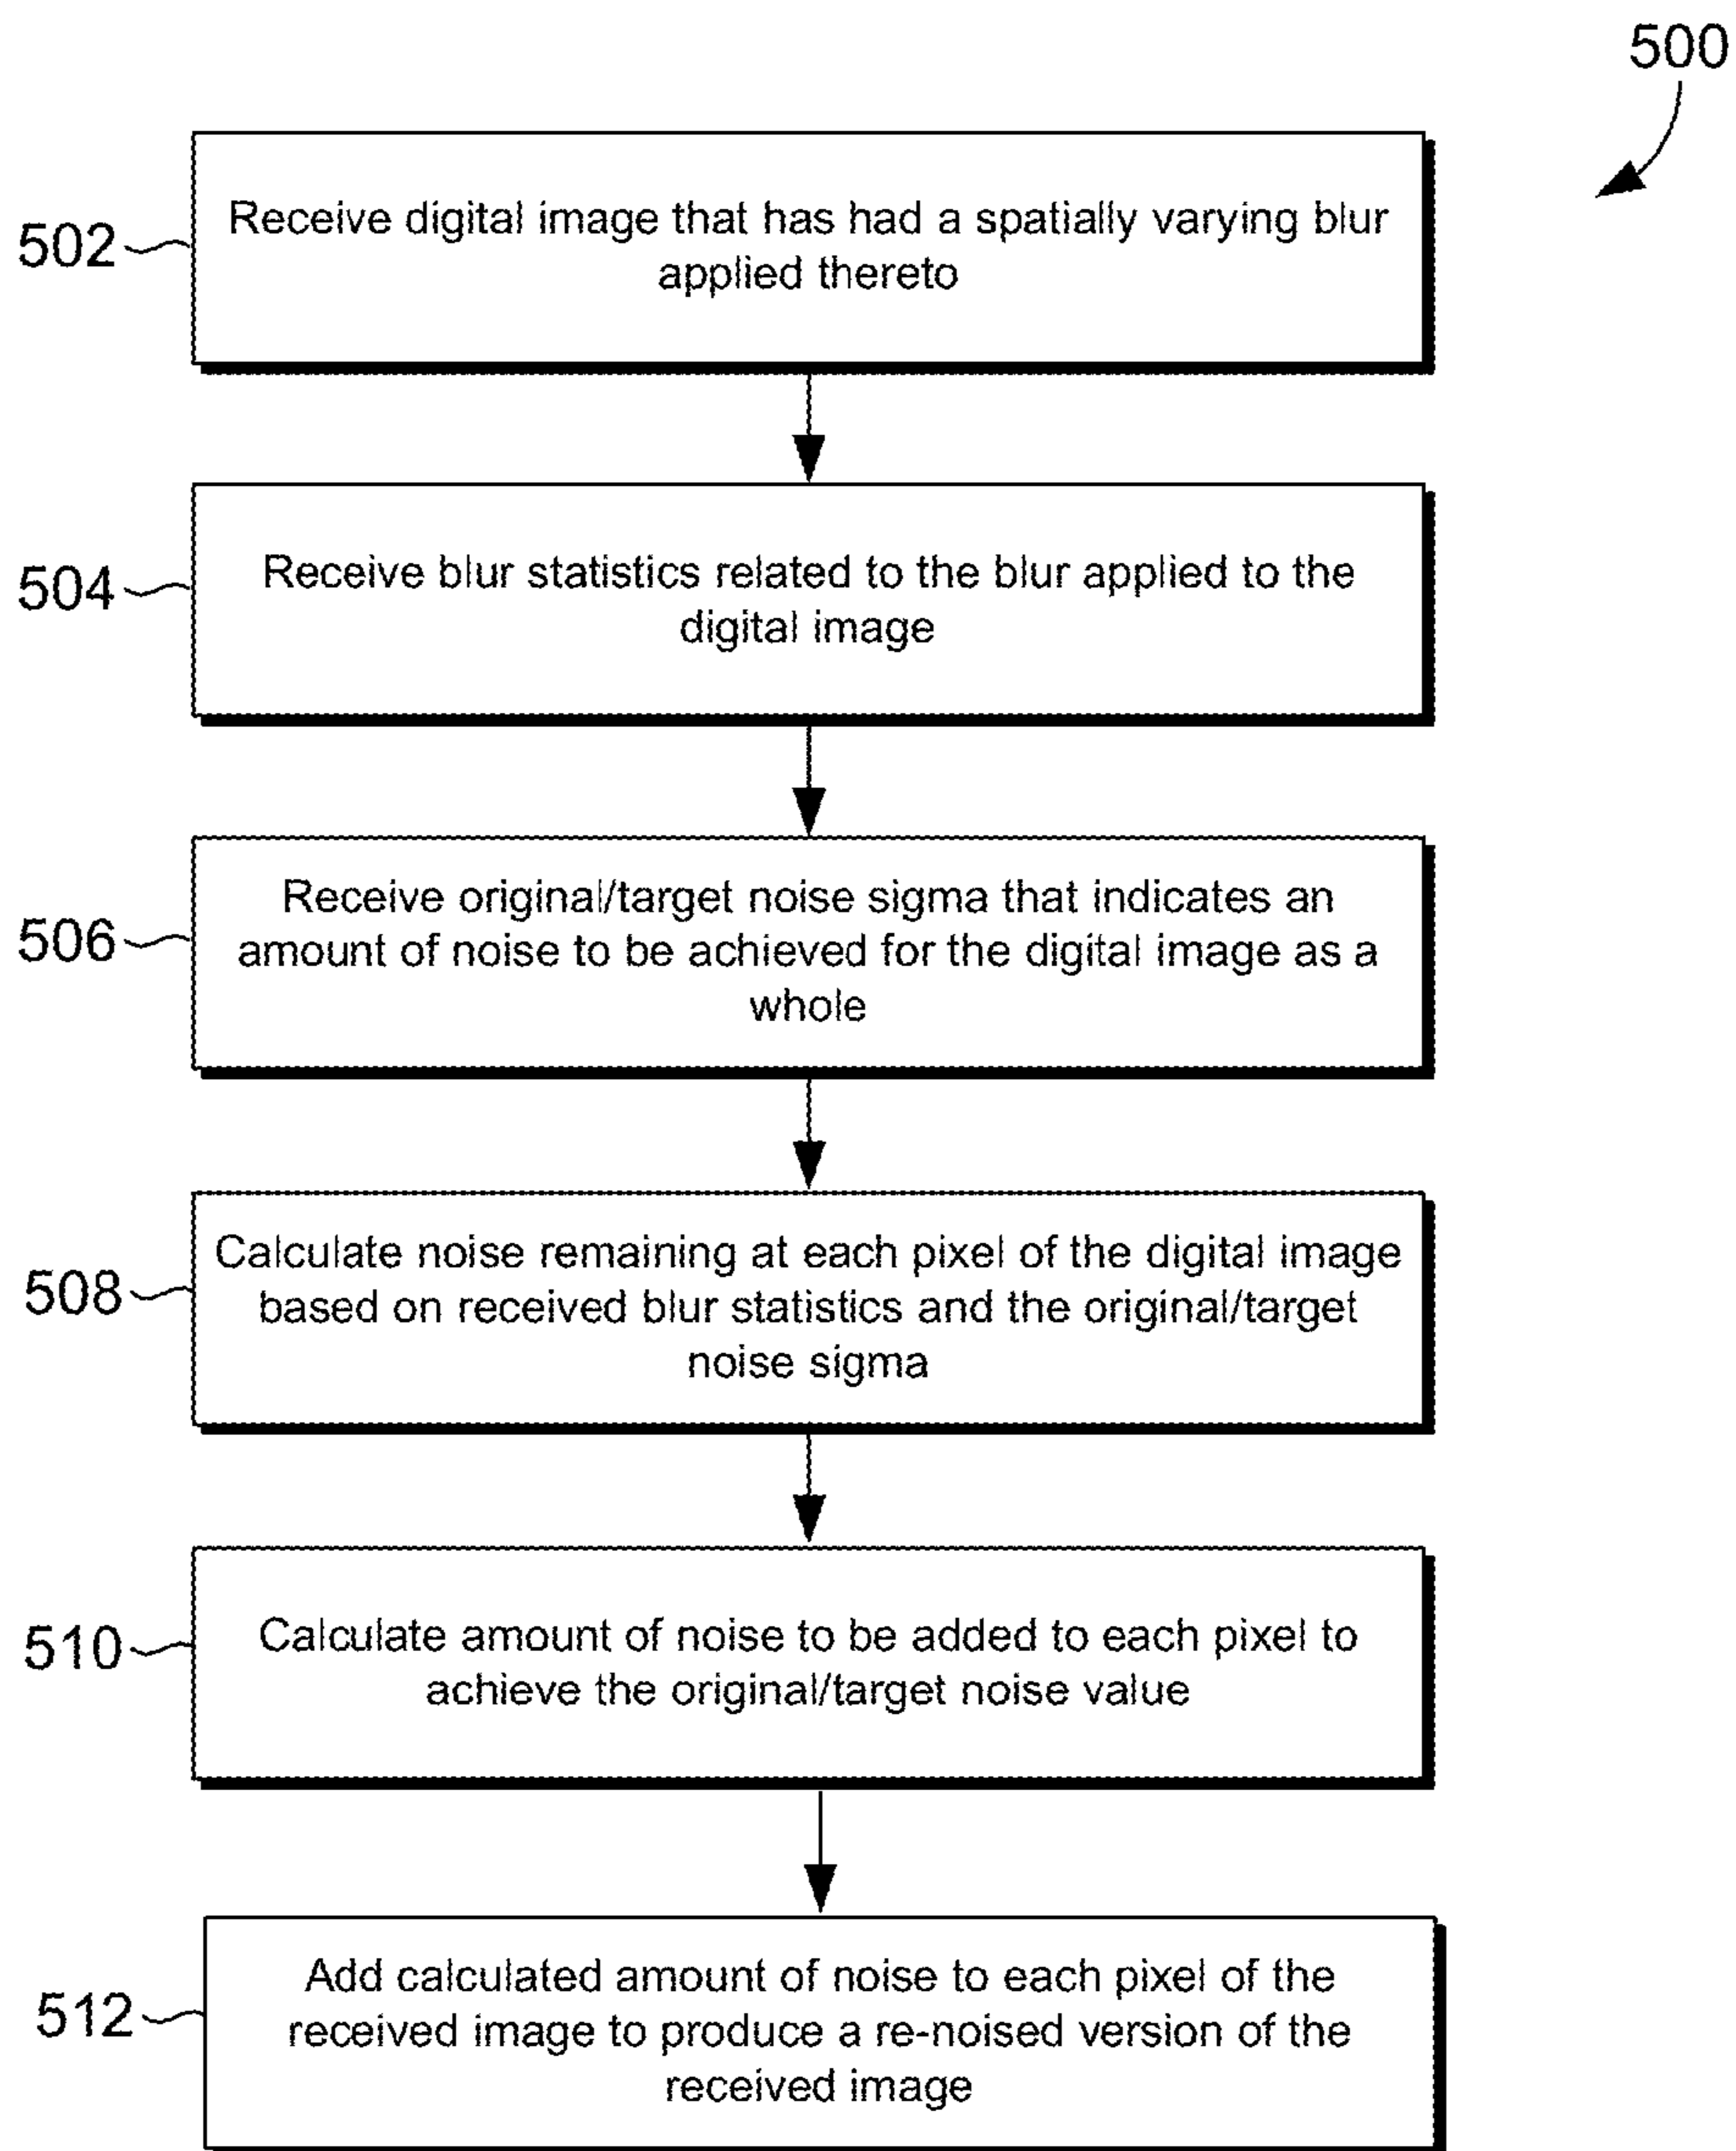 500
502
Receive digital image that has had a spatially varying blur
applied thereto
504
Receive blur statistics related to the blur applied to the
digital image
506
Receive original/target noise sigma that indicates an
amount of noise to be achieved for the digital image as a
whole
508
Calculate noise remaining at each pixel of the digital image
based on received blur statistics and the original/target
noise sigma
510
Calculate amount of noise to be added to each pixel to
achieve the original/target noise value
512
Add calculated amount of noise to each pixel of the
received image to produce a re-noised version of the
received image